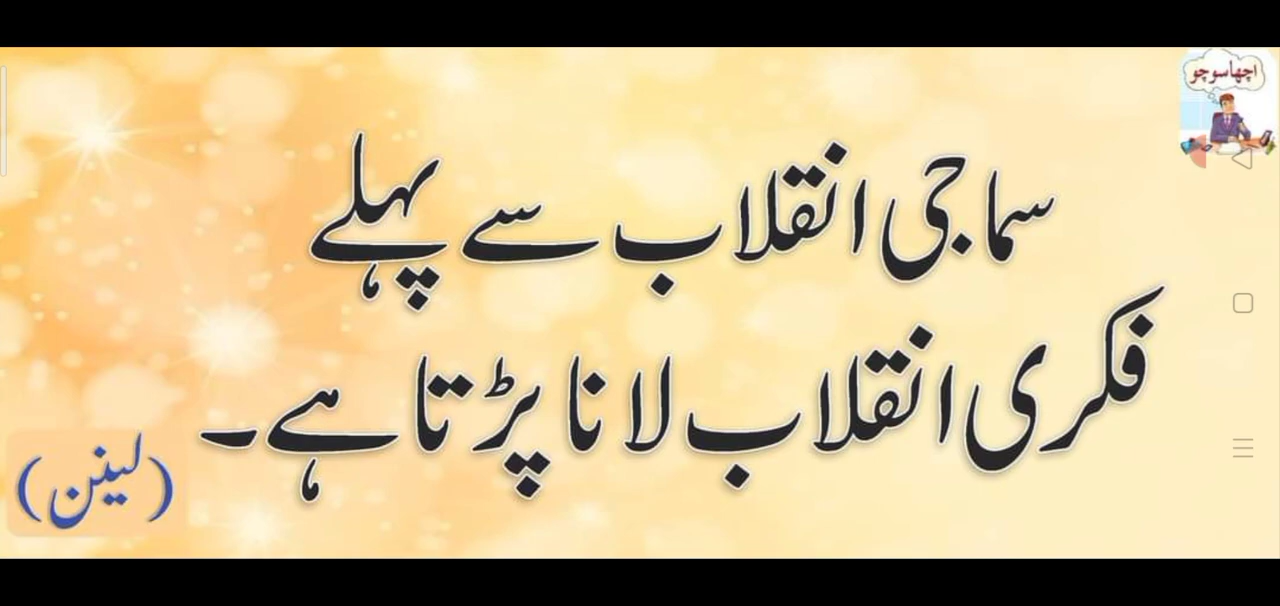 اچھا سوچو
سماجی انقلاب سے پہلے
فکری انقلاب لانا پڑتا ہے۔
(لینن)